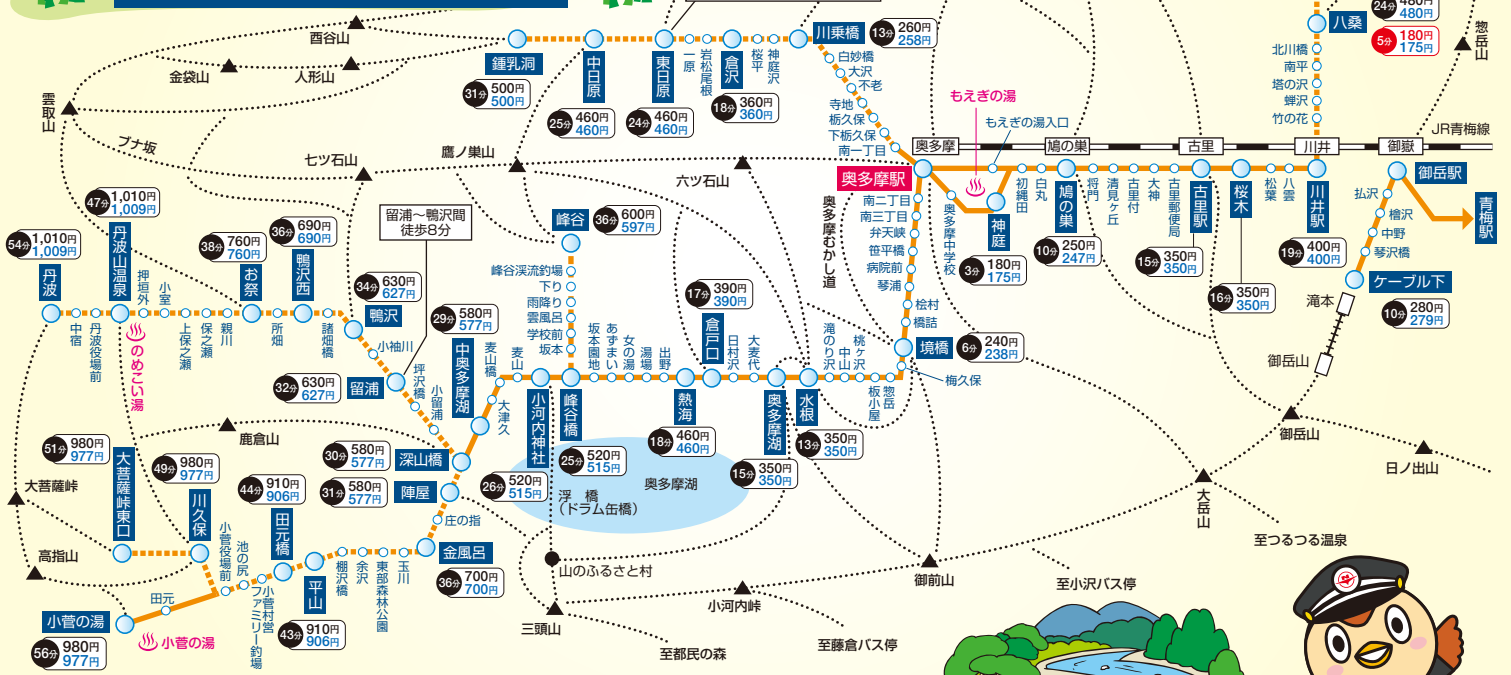 酉谷山
金袋山
人形山
雲取山
ブナ坂
七ツ石山
鷹ノ巣山
六ツ石山
鍾乳洞
31分 500円
500円
中日原
25分 460円
460円
東日原
24分 460円
460円
一原
岩松尾根
倉沢
18分 360円
360円
桜平
神庭沢
川乗橋
13分 260円
258円
白妙橋
大沢
不老
寺地
栃久保
下栃久保
南一丁目
もえぎの湯
もえぎの湯入口
奥多摩
鳩の巣
古里
川井
御嶽
JR青梅線
24分 480円
480円
八桑
5分 180円
175円
惣岳山
北川橋
南平
塔の沢
蝉沢
竹の花
奥多摩駅
奥多摩中学校
神庭
3分 180円
175円
初縄田
白丸
鳩の巣
10分 250円
247円
将門
清見ヶ丘
古里付
大神
古里郵便局
古里駅
15分 350円
350円
桜木
16分 350円
350円
松葉
八雲
川井駅
19分 400円
400円
御岳駅
払沢
檜沢
中野
琴沢橋
ケーブル下
10分 280円
279円
青梅駅
滝本
御岳山
御岳山
日ノ出山
大岳山
至つるつる温泉
奥多摩むかし道
南二丁目
南三丁目
弁天峡
笹平橋
病院前
琴浦
桧村
橋詰
境橋
6分 240円
238円
梅久保
惣岳
板小屋
桃ヶ沢
中山
滝のり沢
水根
13分 350円
350円
奥多摩湖
15分 350円
350円
大麦代
日村沢
倉戸口
17分 390円
390円
熱海
18分 460円
460円
出野
湯場
女の湯
あずまい
坂本園地
峰谷
36分 600円
597円
峰谷渓流釣場
下り
雨降り
雲風呂
学校前
坂本
峰谷橋
25分 520円
515円
小河内神社
26分 520円
515円
麦山
麦山橋
大津久
中奥多摩湖
29分 580円
577円
深山橋
30分 580円
577円
小留浦
坪沢橋
留浦
32分 630円
627円
留浦～鴨沢間
徒歩8分
小袖川
鴨沢
34分 630円
627円
諸畑橋
鴨沢西
36分 690円
690円
所畑
お祭
38分 760円
760円
親川
保之瀬
上保之瀬
小室
押垣外
丹波山温泉
47分 1,010円
1,009円
のめこい湯
丹波役場前
中宿
丹波
54分 1,010円
1,009円
陣屋
31分 580円
577円
庄の指
金風呂
36分 700円
700円
玉川
東部森林公園
余沢
棚沢橋
平山
43分 910円
906円
田元橋
44分 910円
906円
小菅村営
ファミリー釣場
池の尻
小菅役場前
川久保
49分 980円
977円
大菩薩峠東口
51分 980円
977円
田元
小菅の湯
56分 980円
977円
小菅の湯
鹿倉山
大菩薩峠
高指山
奥多摩湖
浮 橋
(ドラム缶橋)
山のふるさと村
三頭山
小河内峠
御前山
至都民の森
至藤倉バス停
至小沢バス停